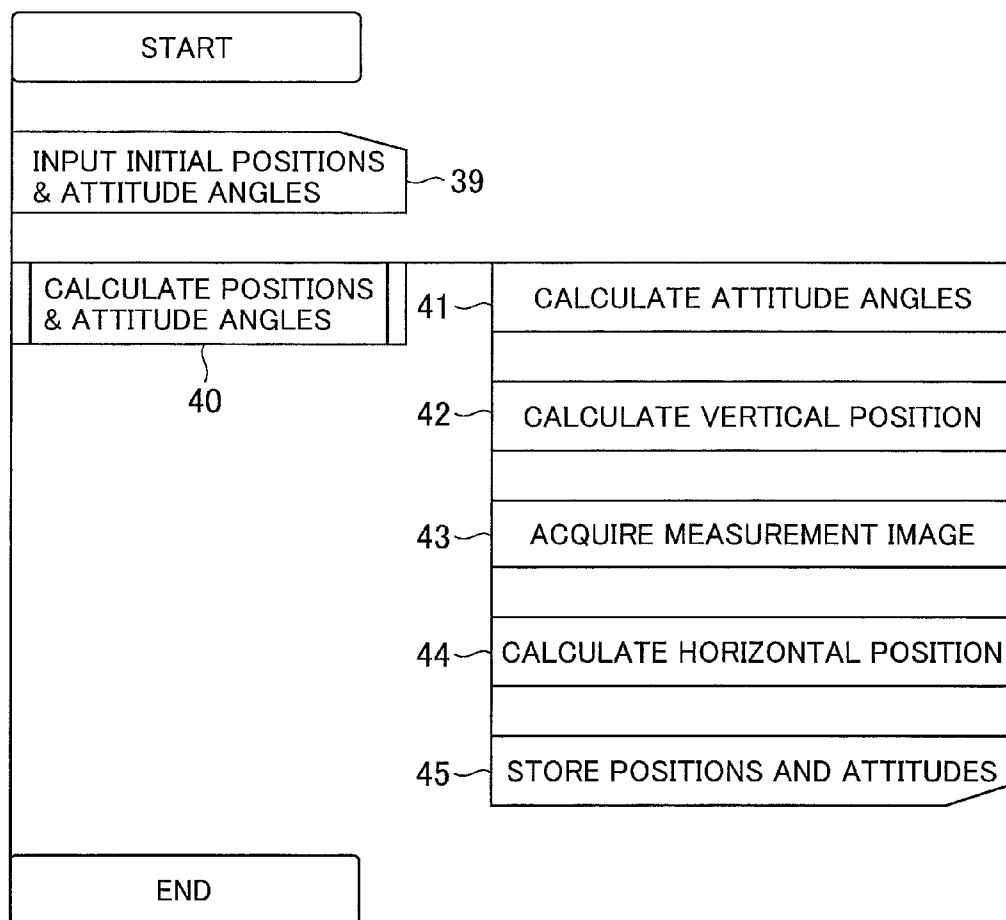 START
INPUT INITIAL POSITIONS
& ATTITUDE ANGLES
39
CALCULATE POSITIONS
& ATTITUDE ANGLES
40
41
CALCULATE ATTITUDE ANGLES
42
CALCULATE VERTICAL POSITION
43
ACQUIRE MEASUREMENT IMAGE
44
CALCULATE HORIZONTAL POSITION
45
STORE POSITIONS AND ATTITUDES
END